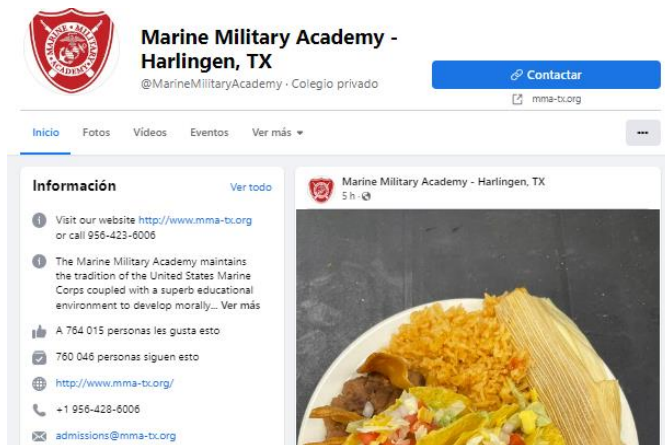 MARINE MILITARY ACADEMY
Marine Military Academy -
Harlingen, TX
@MarineMilitaryAcademy · Colegio privado
Contactar
mma-tx.org
Inicio Fotos Vídeos Eventos Ver más
Información Ver todo
Visit our website http://www.mma-tx.org
or call 956-423-6006
The Marine Military Academy maintains
the tradition of the United States Marine
Corps coupled with a superb educational
environment to develop morally... Ver más
A 764 015 personas les gusta esto
760 046 personas siguen esto
http://www.mma-tx.org/
+1 956-428-6006
admissions@mma-tx.org
Marine Military Academy - Harlingen, TX
5 h ·